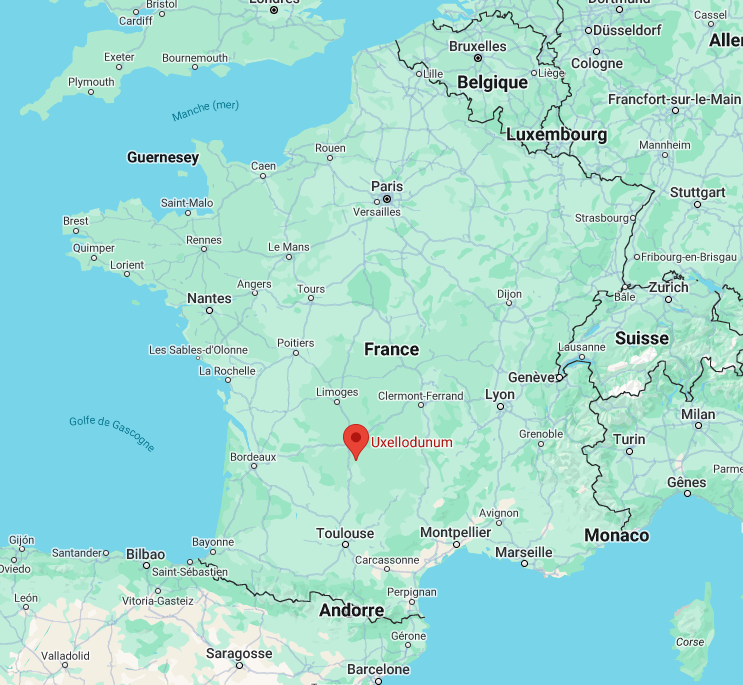 Bristol
Londres
Dortmund
Cassel
Cardiff
Düsseldorf
Bruxelles
Exeter
Bournemouth
Cologne
Lille
Liège
Plymouth
Belgique
Francfort-sur-le-Main
Manche (mer)
Luxembourg
Rouen
Mannheim
Guernesey
Caen
Paris
Stuttgart
Versailles
Saint-Malo
Strasbourg
Brest
Rennes
Quimper
Le Mans
Fribourg-en-Brisgau
Lorient
Angers
Tours
Zurich
Nantes
Dijon
Bâle
Suisse
Poitiers
France
Lausanne
Les Sables-d'Olonne
La Rochelle
Genève
Limoges
Clermont-Ferrand
Lyon
Milan
Golfe de Gascogne
Grenoble
Turin
Uxellodunum
Bordeaux
Gênes
Avignon
Toulouse
Montpellier
Monaco
Gijón
Bayonne
Santander
Bilbao
Marseille
Carcassonne
Oviedo
Saint-Sébastien
Perpignan
León
Vitoria-Gasteiz
Andorre
Gérone
Corse
Valladolid
Saragosse
Barcelone